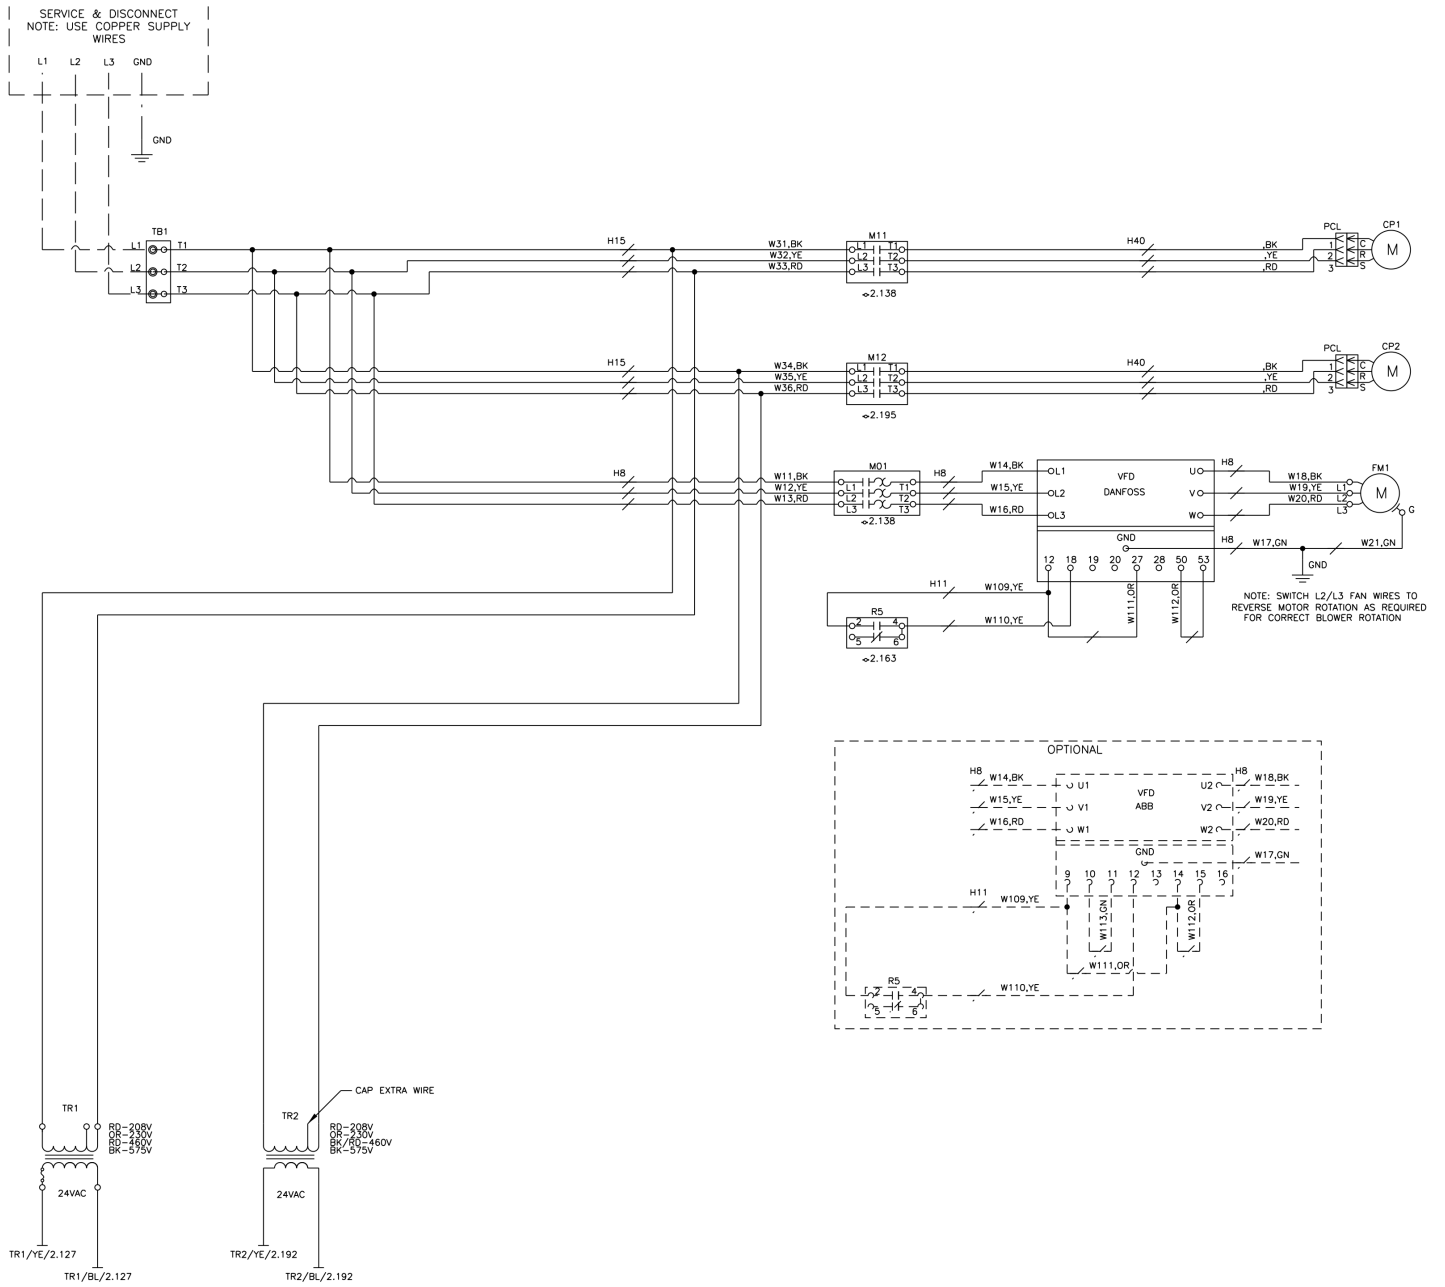 SERVICE & DISCONNECT
NOTE: USE COPPER SUPPLY
WIRES
L1 L2 L3 GND
GND
TB1
L1 T1
L2 T2
L3 T3
H15
W31,BK
W32,YE
W33,RD
M11
L1 T1
L2 T2
L3 T3
2.138
H40
,BK
,YE
,RD
PCL
1
2
3
C
R
S
CP1
M
H15
W34,BK
W35,YE
W36,RD
M12
L1 T1
L2 T2
L3 T3
2.195
H40
,BK
,YE
,RD
PCL
1
2
3
C
R
S
CP2
M
H8
W11,BK
W12,YE
W13,RD
M01
L1 T1
L2 T2
L3 T3
2.138
H8
W14,BK
W15,YE
W16,RD
L1
L2
L3
VFD
DANFOSS
U
V
W
H8
W18,BK
W19,YE
W20,RD
L1
L2
L3
FM1
M
G
GND
H8
W17,GN
W21,GN
GND
12 18 19 20 27 28 50 53
W111,OR
W112,OR
H11
W109,YE
W110,YE
R5
2 4
5 6
2.163
NOTE: SWITCH L2/L3 FAN WIRES TO
REVERSE MOTOR ROTATION AS REQUIRED
FOR CORRECT BLOWER ROTATION
OPTIONAL
H8
W14,BK
W15,YE
W16,RD
U1
V1
W1
VFD
ABB
U2
V2
W2
H8
W18,BK
W19,YE
W20,RD
GND
W17,GN
9 10 11 12 13 14 15 16
H11
W109,YE
W113,GN
W112,OR
W111,OR
R5
2 4
5 6
W110,YE
CAP EXTRA WIRE
TR1
RD-208V
OR-230V
RD-460V
BK-575V
24VAC
TR1/YE/2.127
TR1/BL/2.127
TR2
RD-208V
OR-230V
BK/RD-460V
BK-575V
24VAC
TR2/YE/2.192
TR2/BL/2.192